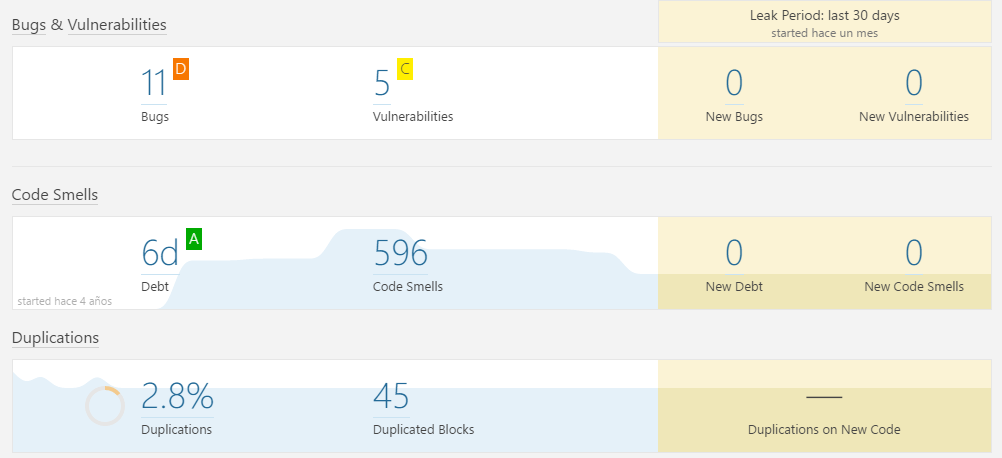 Bugs & Vulnerabilities
Leak Period: last 30 days
started hace un mes
11 D
Bugs
5 C
Vulnerabilities
0
New Bugs
0
New Vulnerabilities
Code Smells
6d A
Debt
started hace 4 años
596
Code Smells
0
New Debt
0
New Code Smells
Duplications
2.8%
Duplications
45
Duplicated Blocks
—
Duplications on New Code